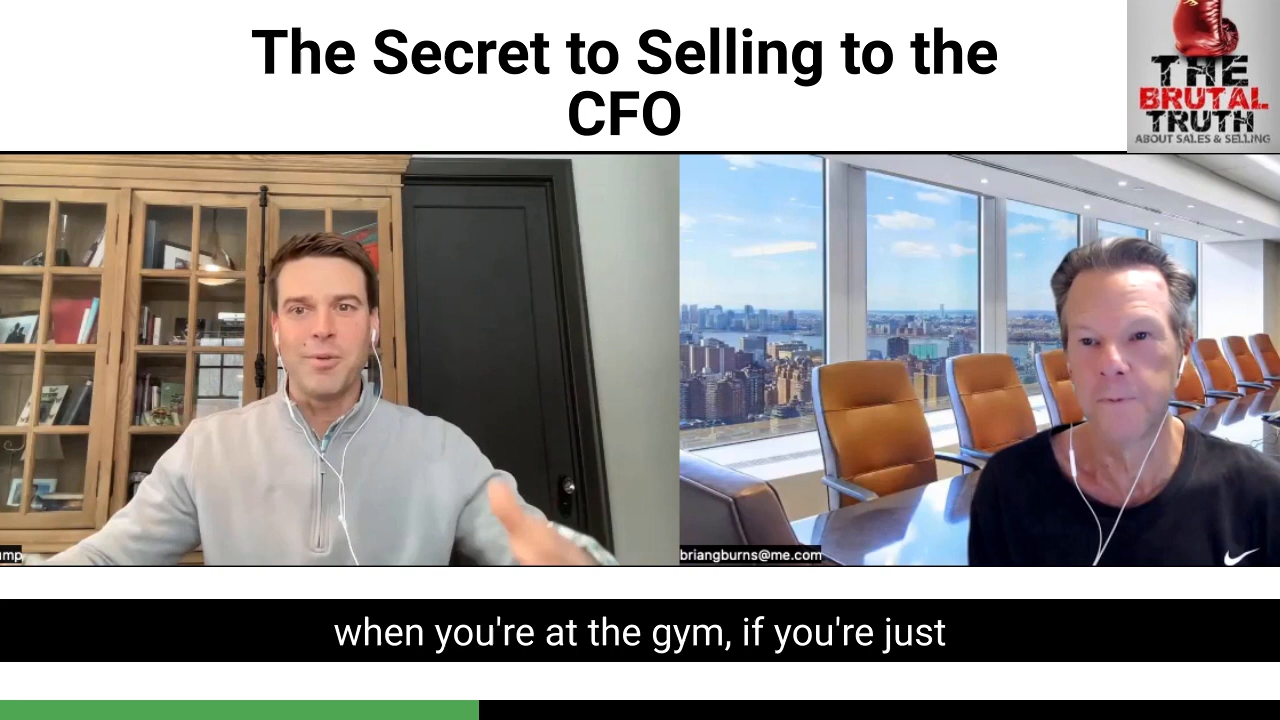 The Secret to Selling to the
CFO
THE
BRUTAL
TRUTH
ABOUT SALES & SELLING
ump
briangburns@me.com
when you're at the gym, if you're just